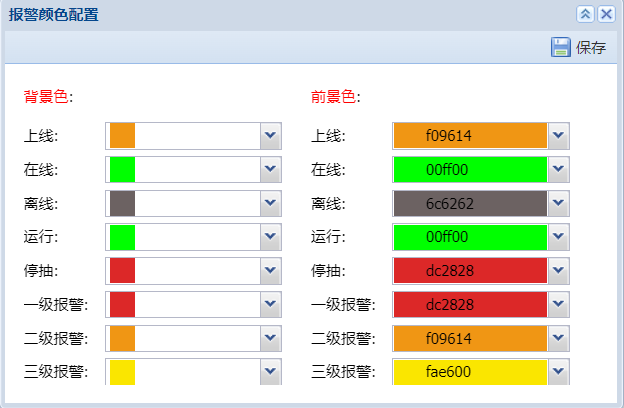 报警颜色配置
保存
背景色: 前景色:
上线: 上线: f09614
在线: 在线: 00ff00
离线: 离线: 6c6262
运行: 运行: 00ff00
停抽: 停抽: dc2828
一级报警: 一级报警: dc2828
二级报警: 二级报警: f09614
三级报警: 三级报警: fae600